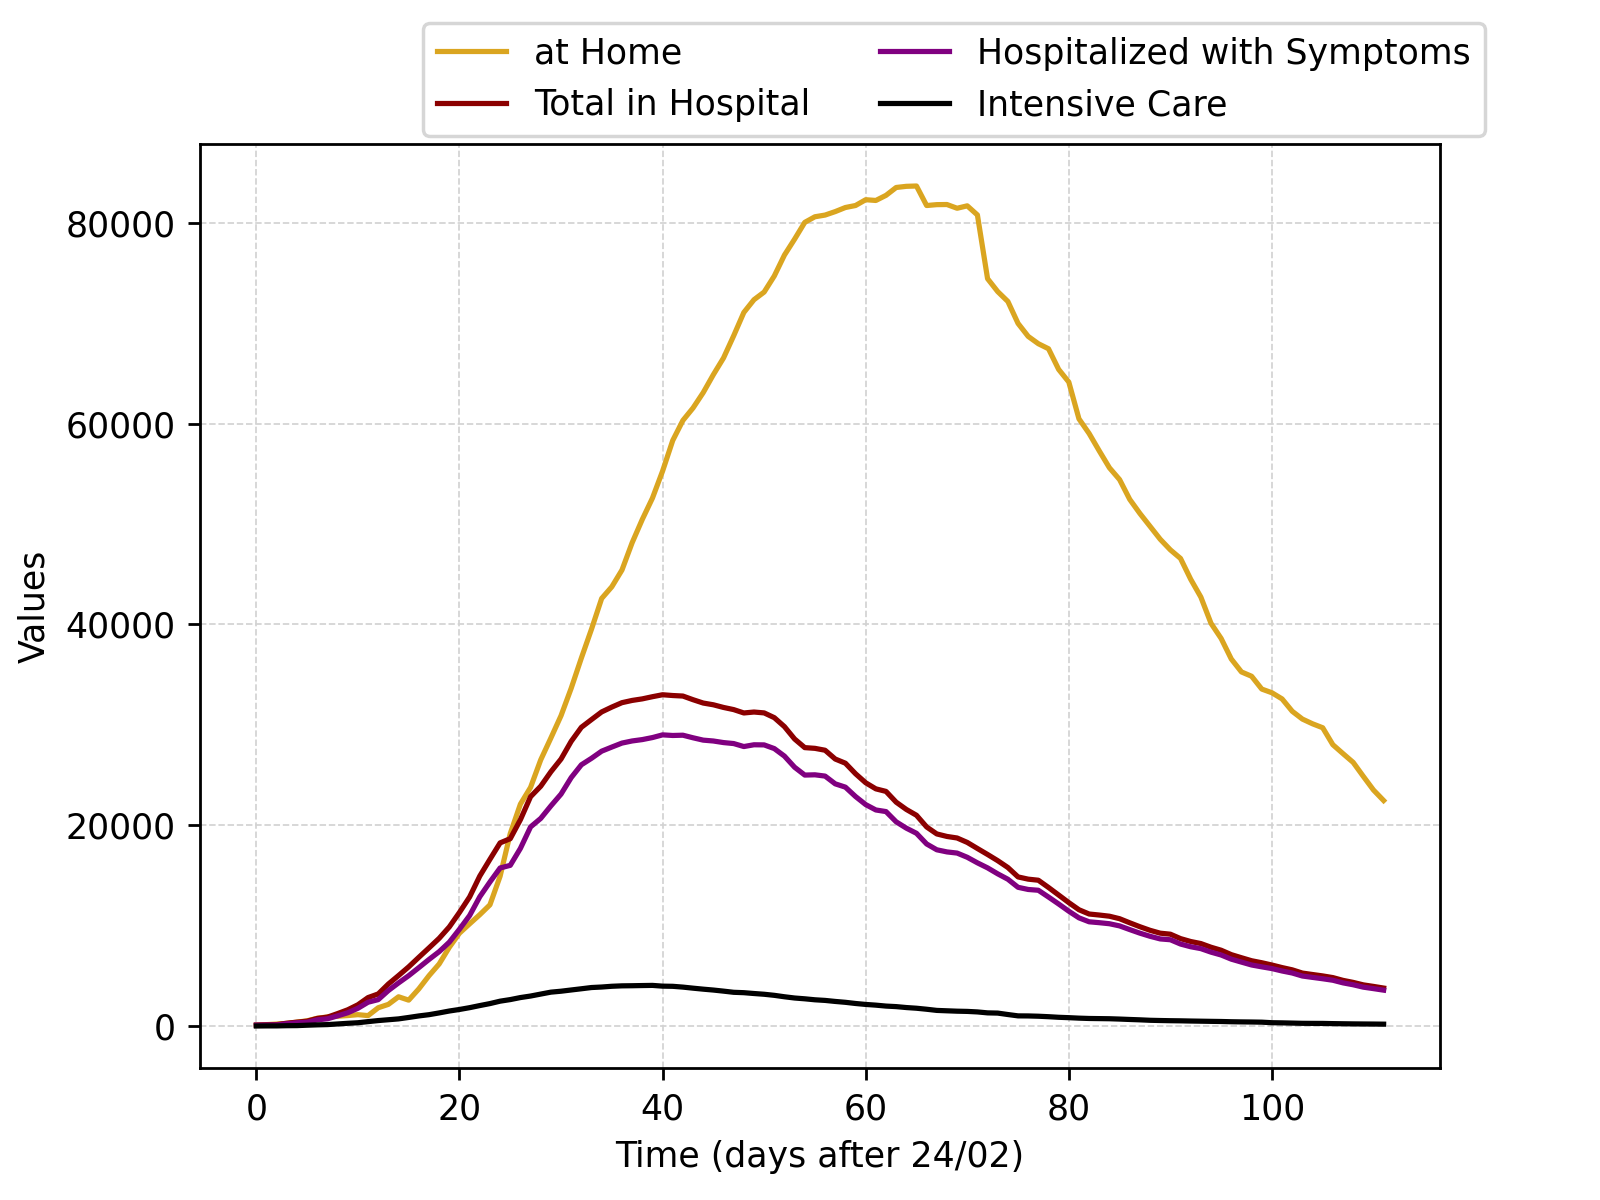 at Home
Total in Hospital
Hospitalized with Symptoms
Intensive Care
Values
80000
60000
40000
20000
0
0 20 40 60 80 100
Time (days after 24/02)